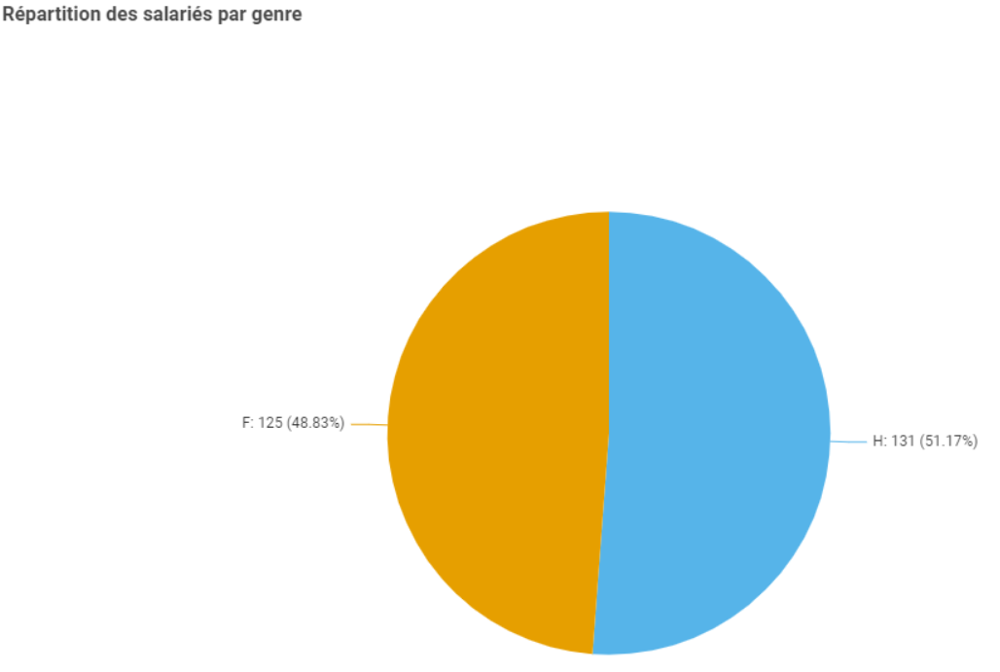 Répartition des salariés par genre
F: 125 (48.83%)
H: 131 (51.17%)